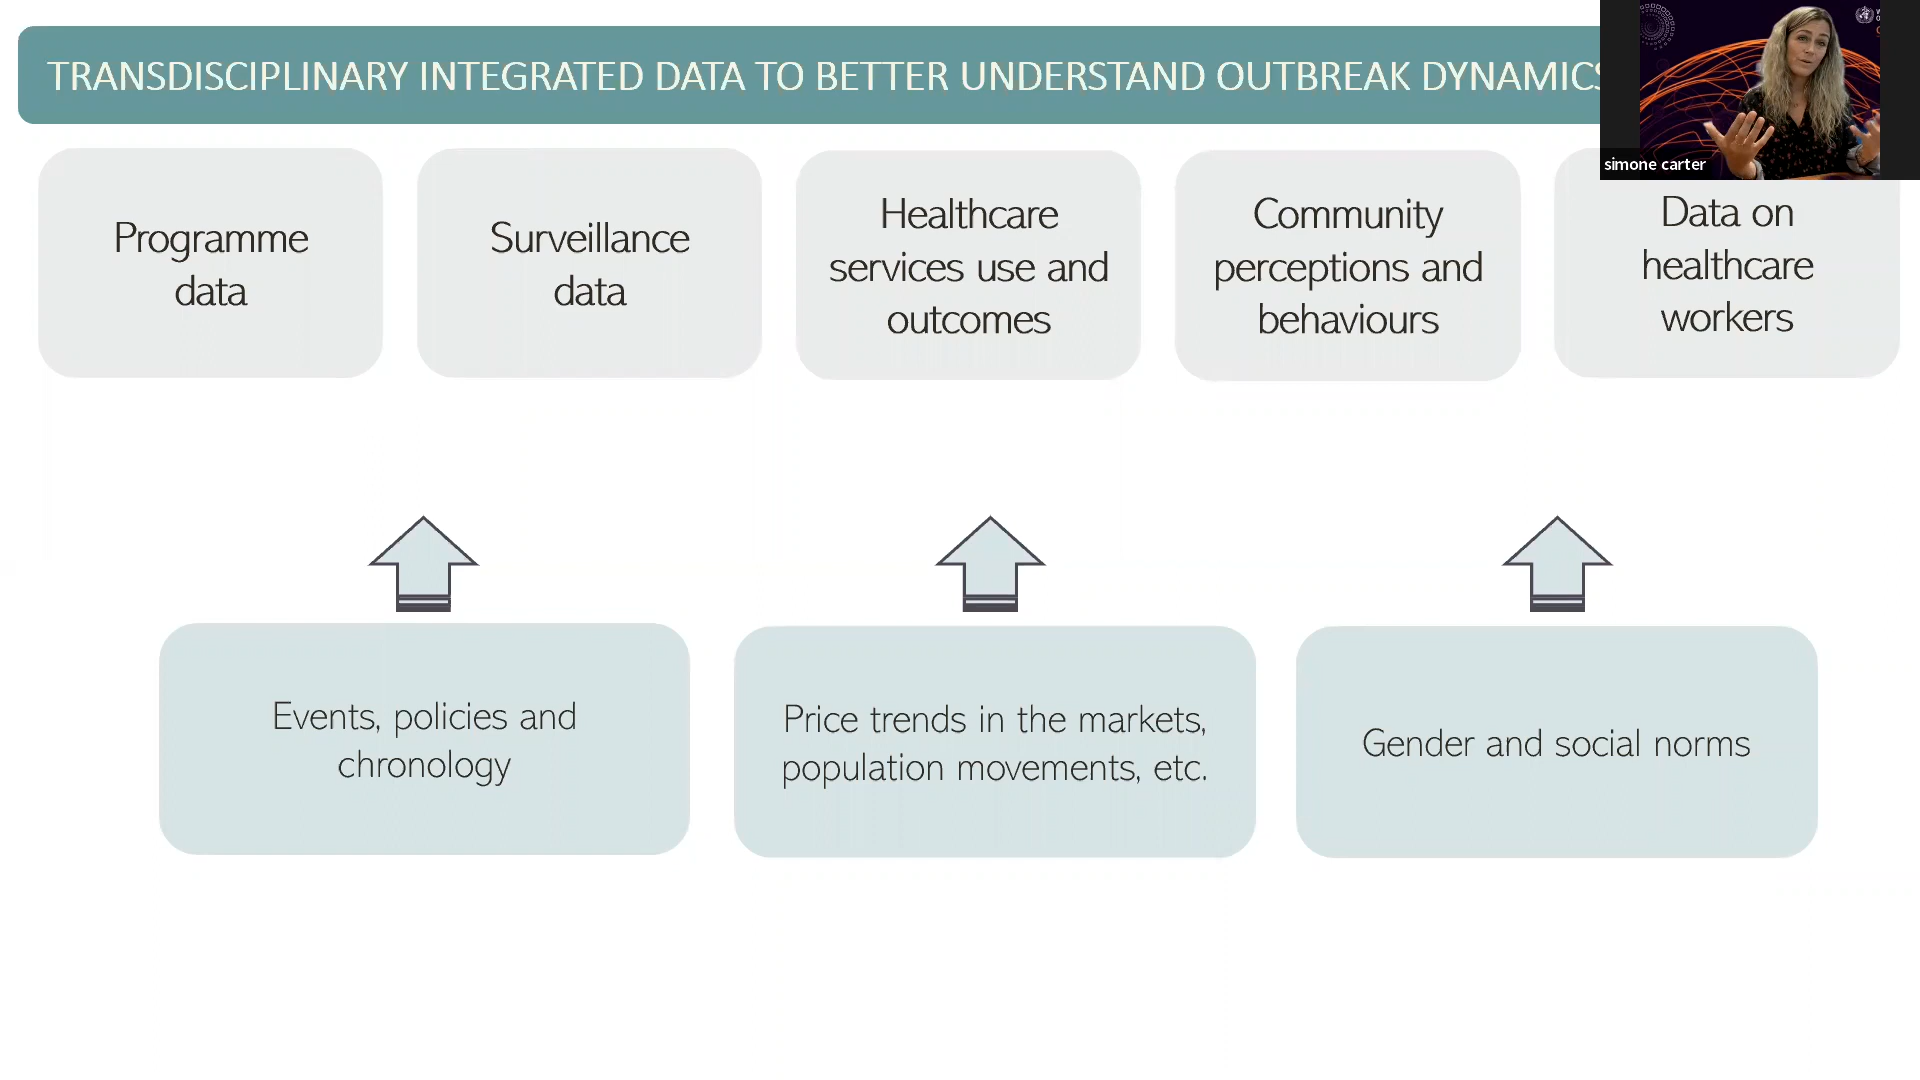 TRANSDISCIPLINARY INTEGRATED DATA TO BETTER UNDERSTAND OUTBREAK DYNAMICS
simone carter
Programme
data
Surveillance
data
Healthcare
services use and
outcomes
Community
perceptions and
behaviours
Data on
healthcare
workers
Events, policies and
chronology
Price trends in the markets,
population movements, etc.
Gender and social norms